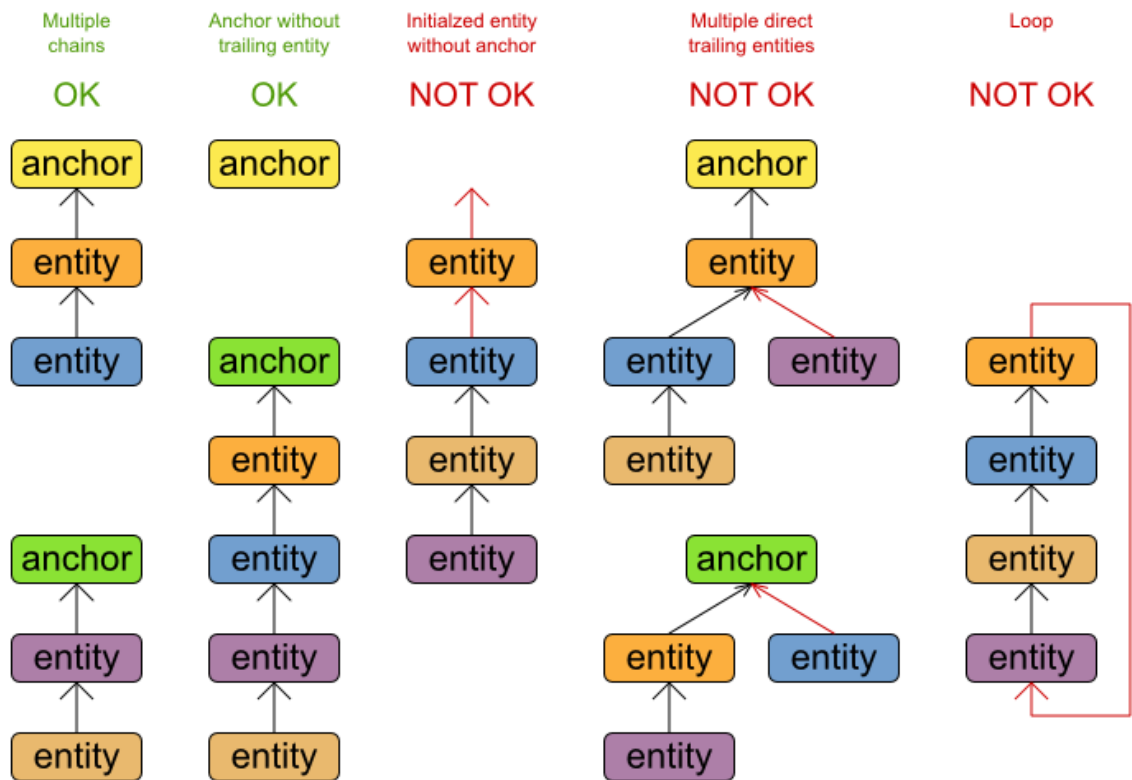 Multiple
chains
OK
anchor
entity
entity
anchor
entity
entity
Anchor without
trailing entity
OK
anchor
anchor
entity
entity
entity
entity
Initialzed entity
without anchor
NOT OK
entity
entity
entity
entity
Multiple direct
trailing entities
NOT OK
anchor
entity
entity
entity
entity
anchor
entity
entity
entity
Loop
NOT OK
entity
entity
entity
entity